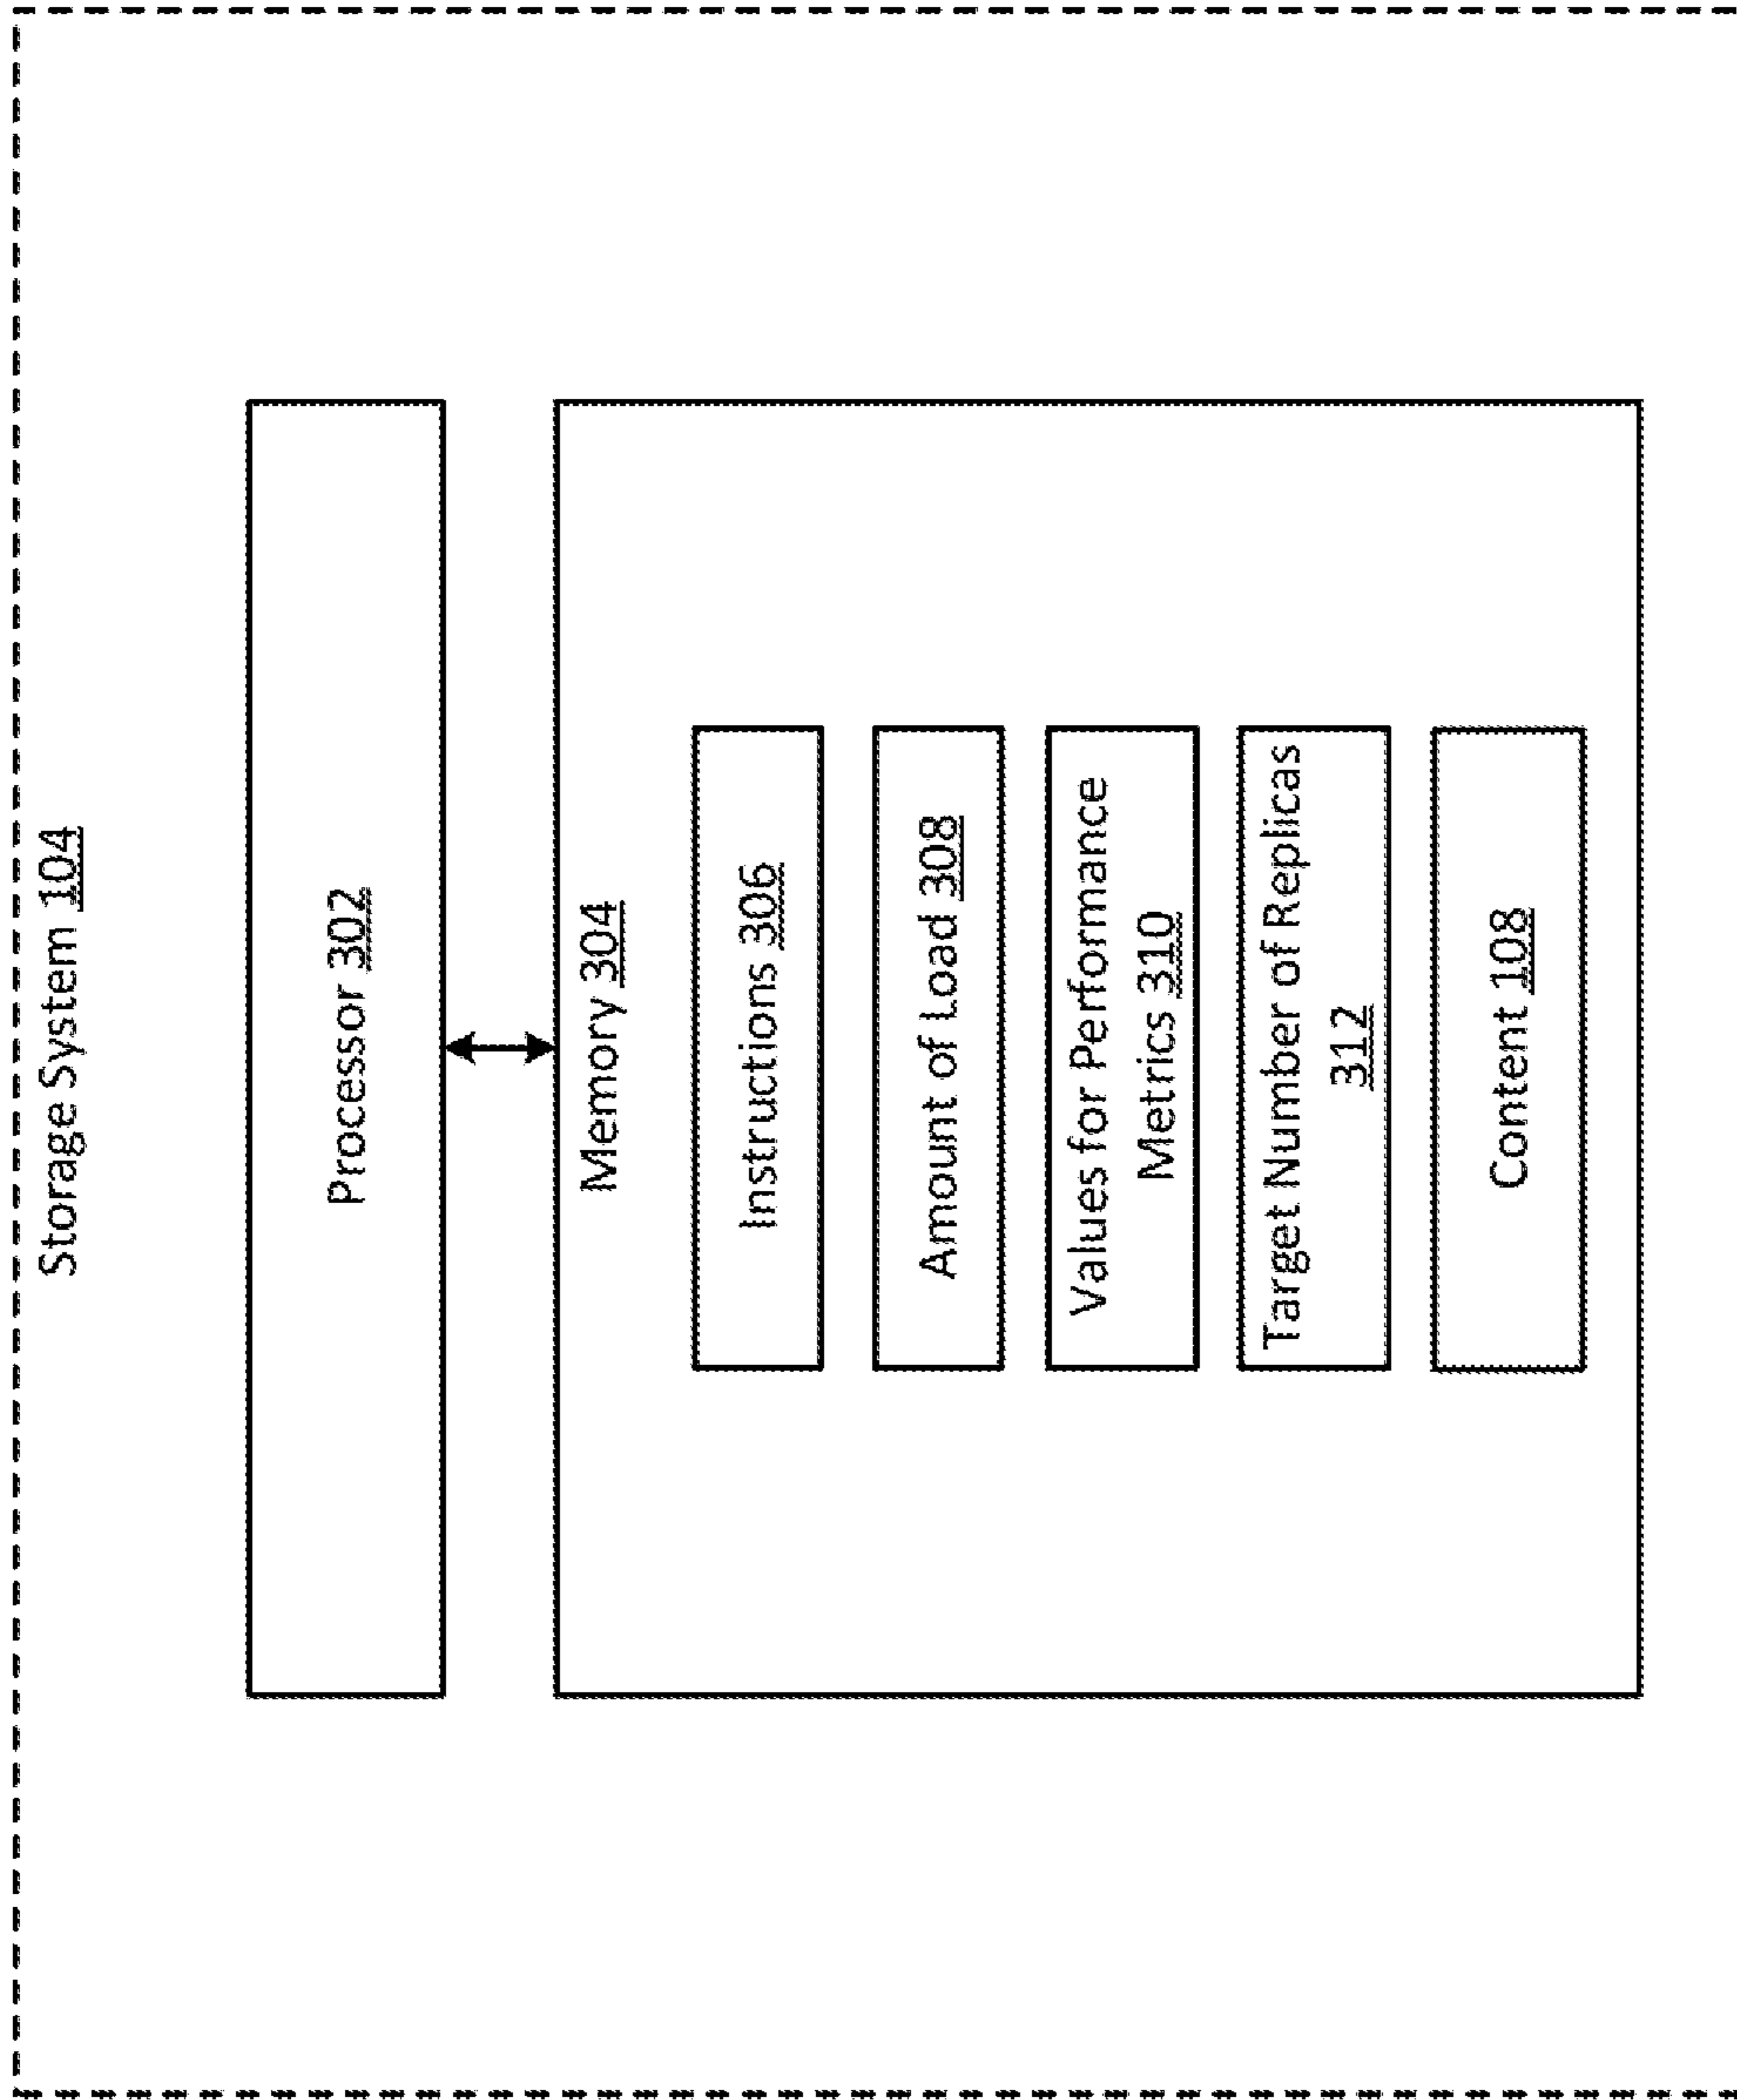 Storage System 104
Processor 302
Memory 304
Instructions 306
Amount of Load 308
Values for Performance
Metrics 310
Target Number of Replicas
312
Content 108